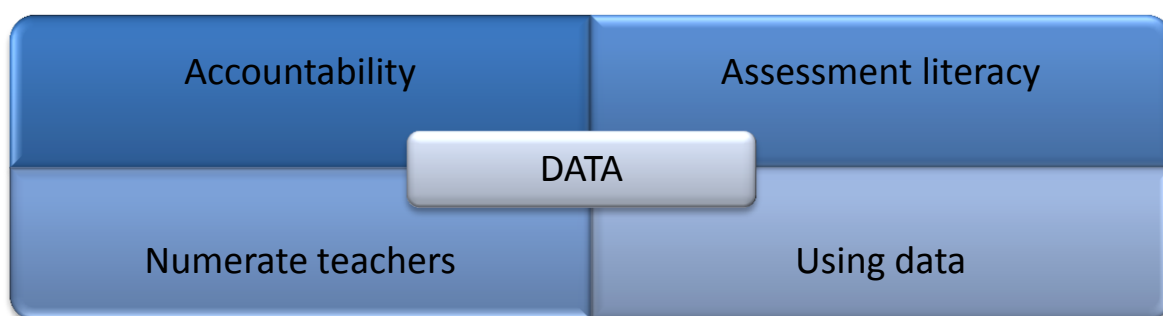 Accountability
Assessment literacy
DATA
Numerate teachers
Using data